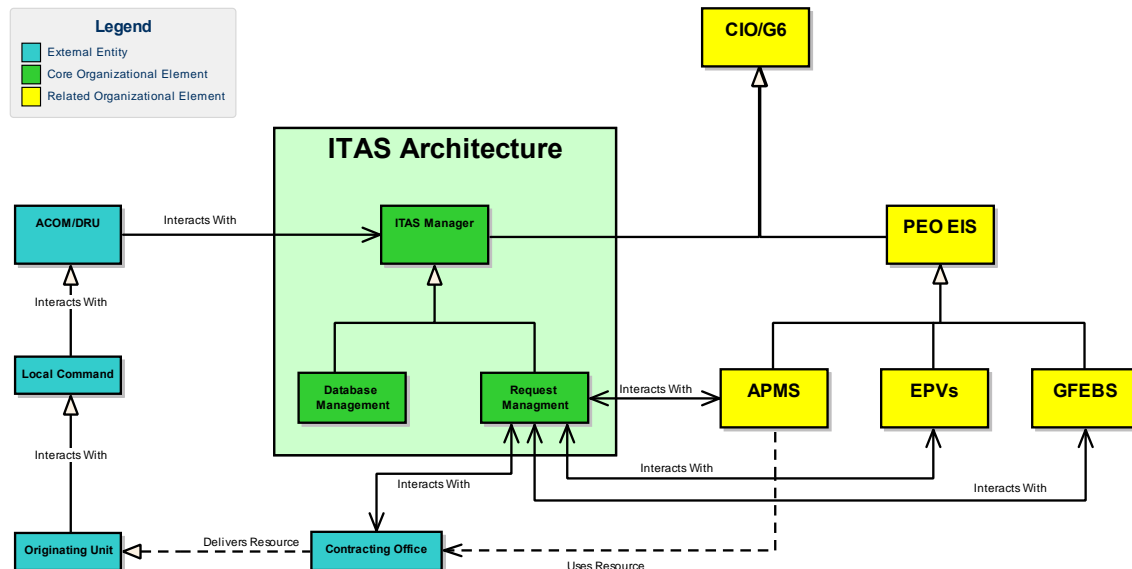 Legend
External Entity
Core Organizational Element
Related Organizational Element
CIO/G6
ITAS Architecture
ACOM/DRU
Interacts With
ITAS Manager
PEO EIS
Interacts With
Local Command
Database
Management
Request
Managment
Interacts With
APMS
EPVs
GFEBS
Interacts With
Interacts With
Interacts With
Interacts With
Originating Unit
Delivers Resource
Contracting Office
Uses Resource